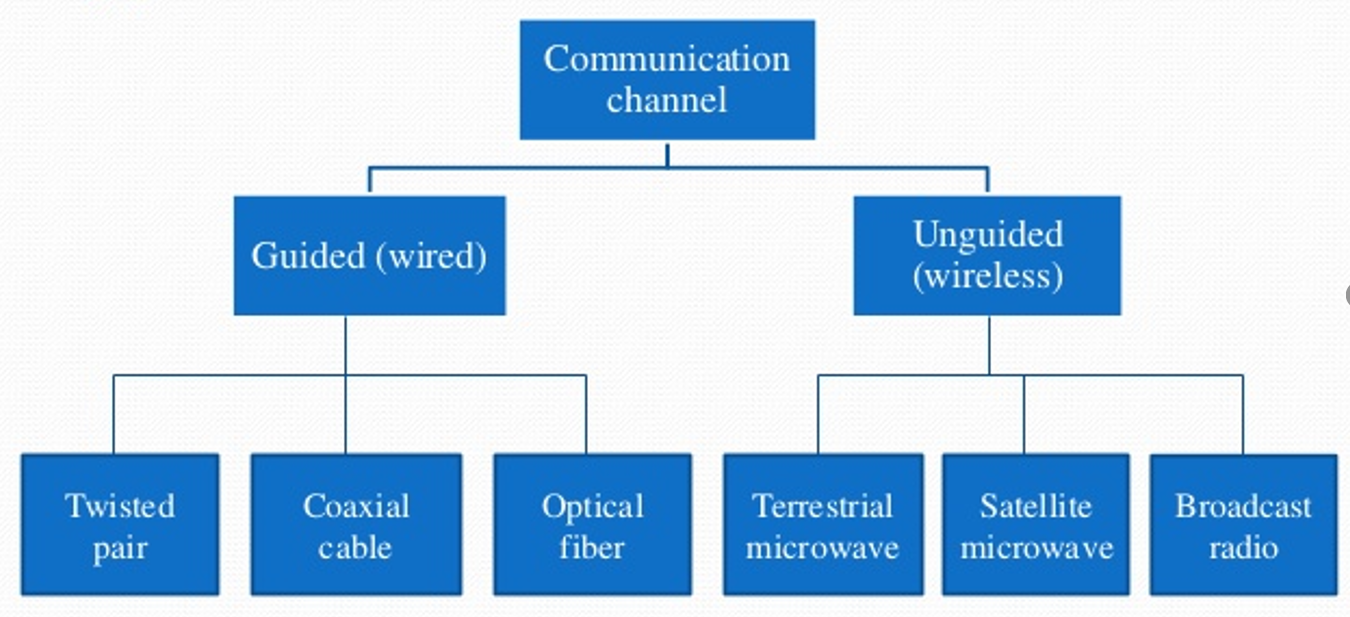 Communication
channel
Guided (wired)
Unguided
(wireless)
Twisted
pair
Coaxial
cable
Optical
fiber
Terrestrial
microwave
Satellite
microwave
Broadcast
radio